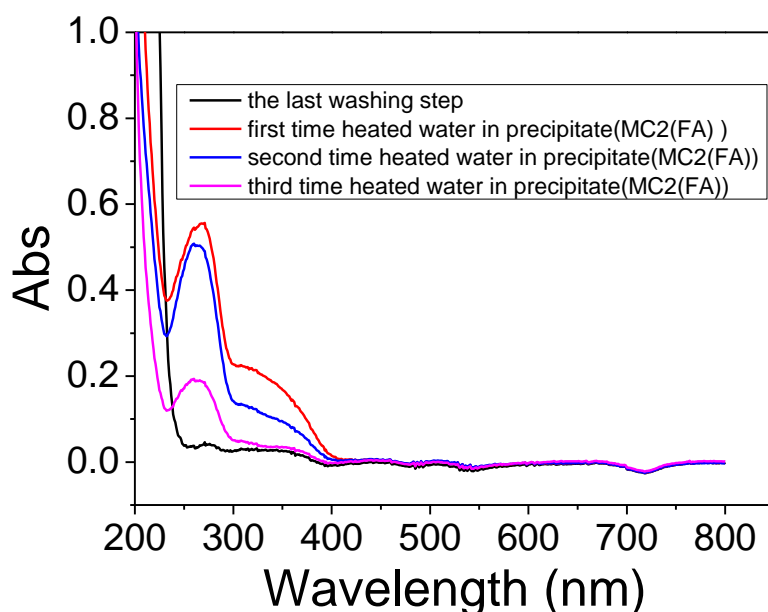 1.0
0.8
0.6
0.4
0.2
0.0
Abs
the last washing step
first time heated water in precipitate(MC2(FA) )
second time heated water in precipitate(MC2(FA))
third time heated water in precipitate(MC2(FA))
200 300 400 500 600 700 800
Wavelength (nm)